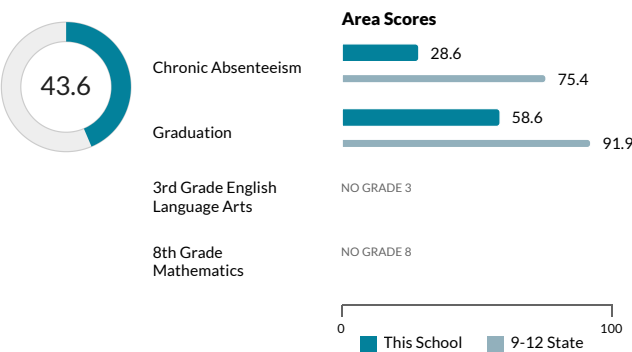 Area Scores
43.6
Chronic Absenteeism
28.6
75.4
Graduation
58.6
91.9
3rd Grade English
Language Arts
NO GRADE 3
8th Grade
Mathematics
NO GRADE 8
0
100
This School
9-12 State